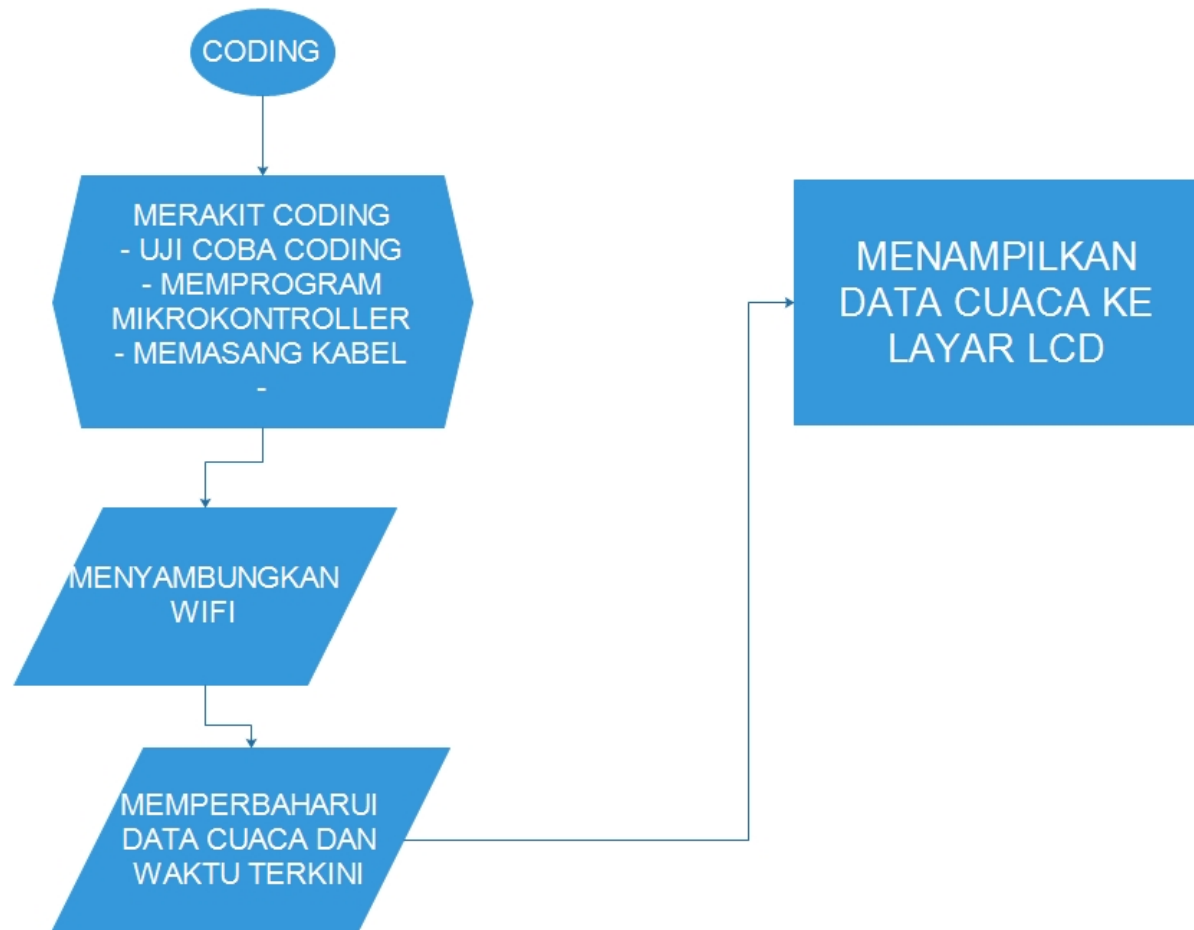 CODING
MERAKIT CODING
- UJI COBA CODING
- MEMPROGRAM
MIKROKONTROLLER
- MEMASANG KABEL
-
MENYAMBUNGKAN
WIFI
MEMPERBAHARUI
DATA CUACA DAN
WAKTU TERKINI
MENAMPILKAN
DATA CUACA KE
LAYAR LCD